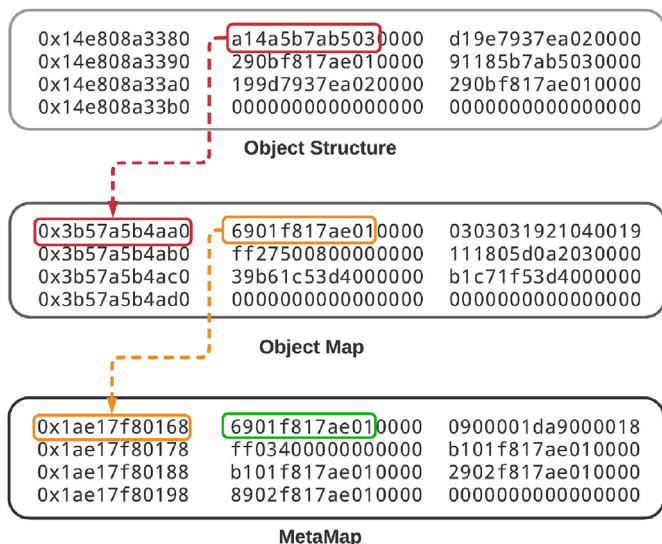 0x14e808a3380 a14a5b7ab5030000 d19e7937ea020000
0x14e808a3390 290bf817ae010000 91185b7ab5030000
0x14e808a33a0 199d7937ea020000 290bf817ae010000
0x14e808a33b0 0000000000000000 0000000000000000
Object Structure
0x3b57a5b4aa0 6901f817ae010000 0303031921040019
0x3b57a5b4ab0 ff27500800000000 111805d0a2030000
0x3b57a5b4ac0 39b61c53d4000000 b1c71f53d4000000
0x3b57a5b4ad0 0000000000000000 0000000000000000
Object Map
0x1ae17f80168 6901f817ae010000 0900001da9000018
0x1ae17f80178 ff03400000000000 b101f817ae010000
0x1ae17f80188 b101f817ae010000 2902f817ae010000
0x1ae17f80198 8902f817ae010000 0000000000000000
MetaMap